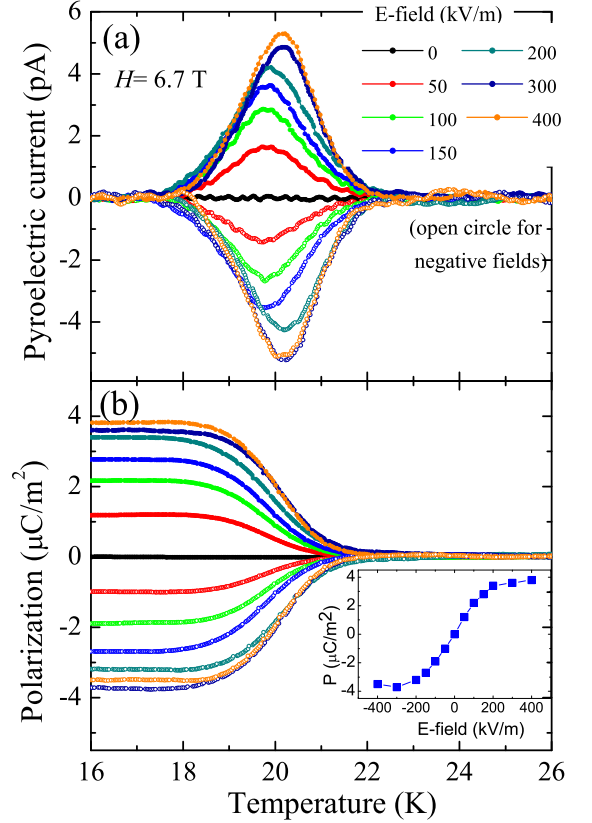 (a)
H= 6.7 T
E-field (kV/m)
0
200
50
300
100
400
150
(open circle for
negative fields)
Pyroelectric current (pA)
6
4
2
0
-2
-4
(b)
Polarization (μC/m²)
4
2
0
-2
-4
P (μC/m2)
4
2
0
-2
-4
-400 -200 0 200 400
E-field (kV/m)
16 18 20 22 24 26
Temperature (K)